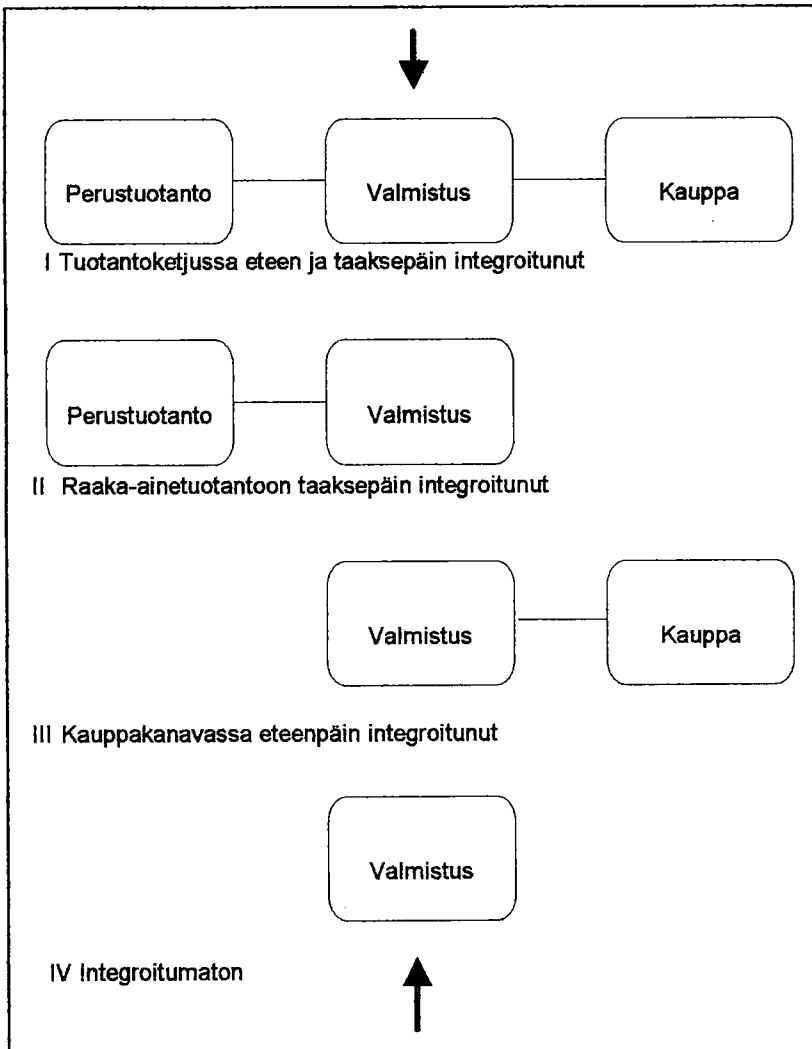 Perustuotanto Valmistus Kauppa
I Tuotantoketjussa eteen ja taaksepäin integroitunut
Perustuotanto Valmistus
II Raaka-ainetuotantoon taaksepäin integroitunut
Valmistus Kauppa
III Kauppakanavassa eteenpäin integroitunut
Valmistus
IV Integroitumaton